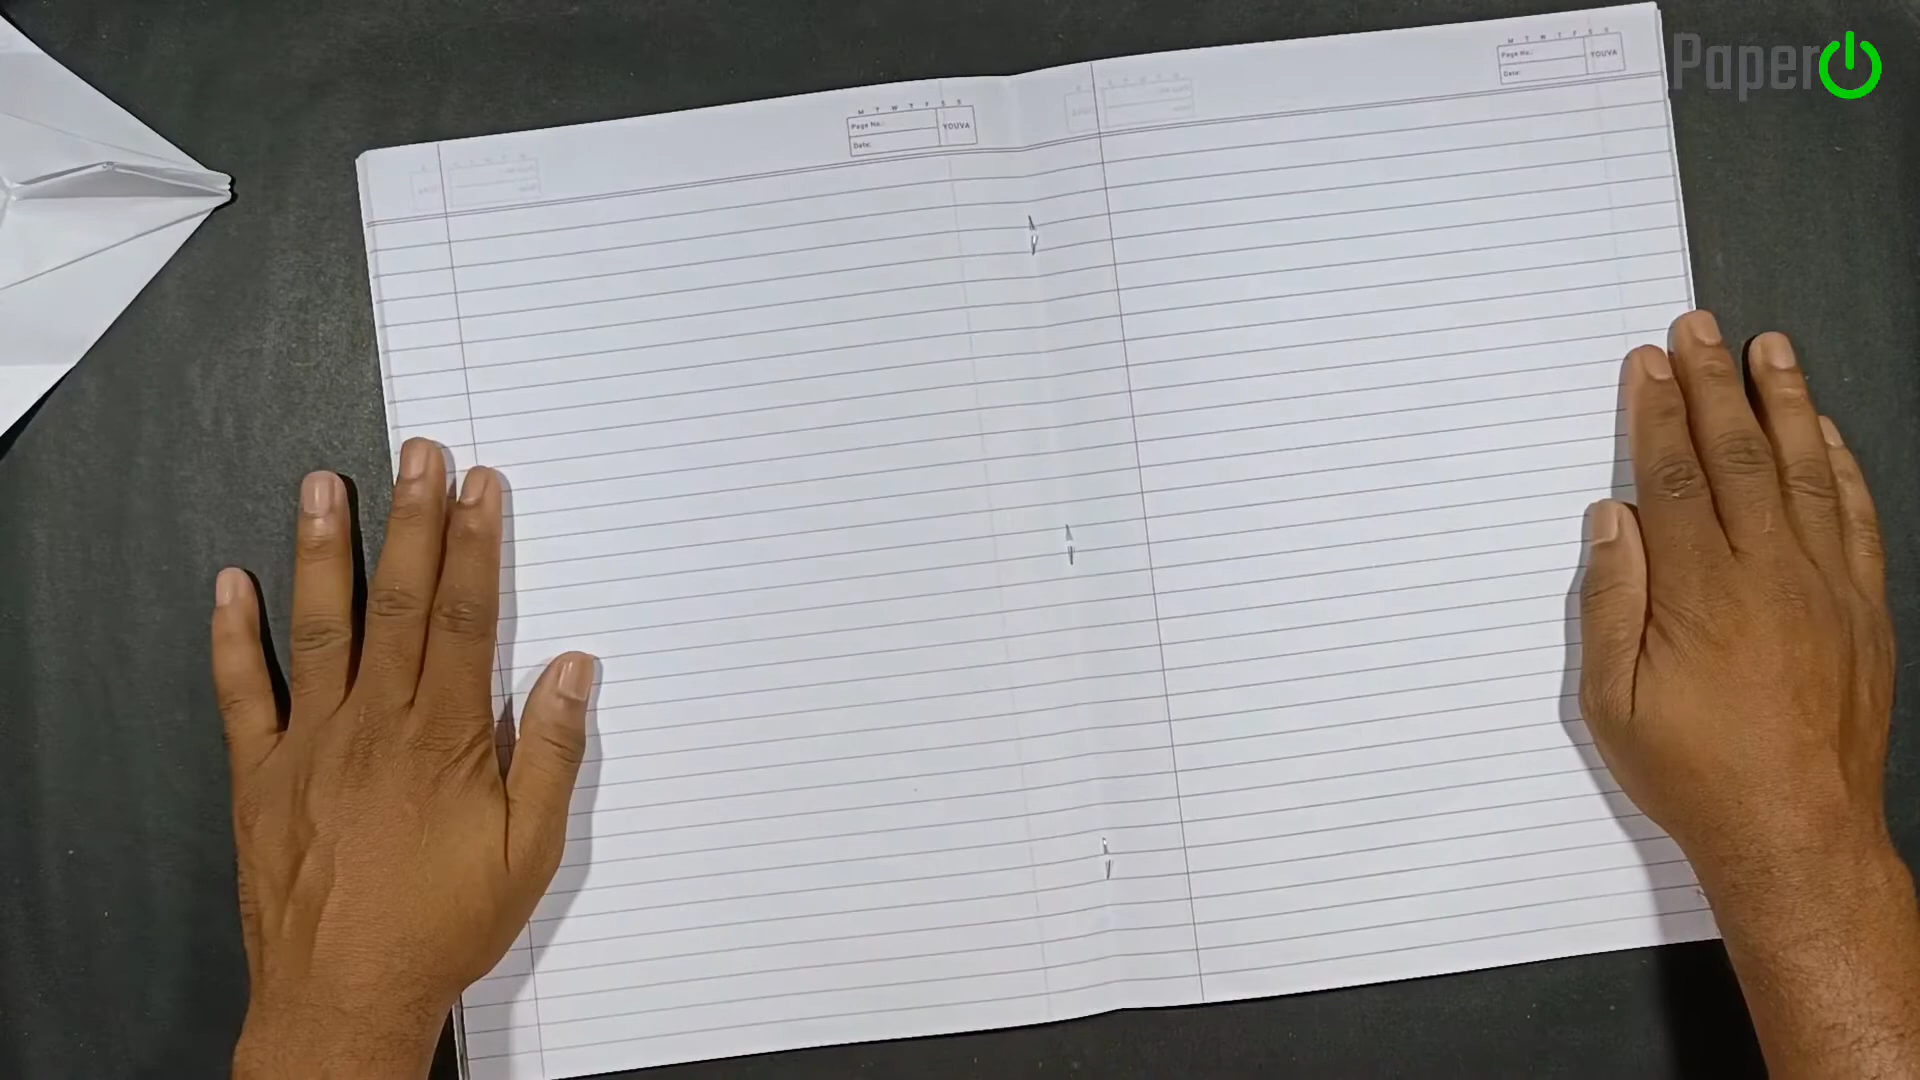 Paper
M T W T F S S
Page No.:
YOUVA
Date:
M T W T F S S
Page No.:
YOUVA
Date: